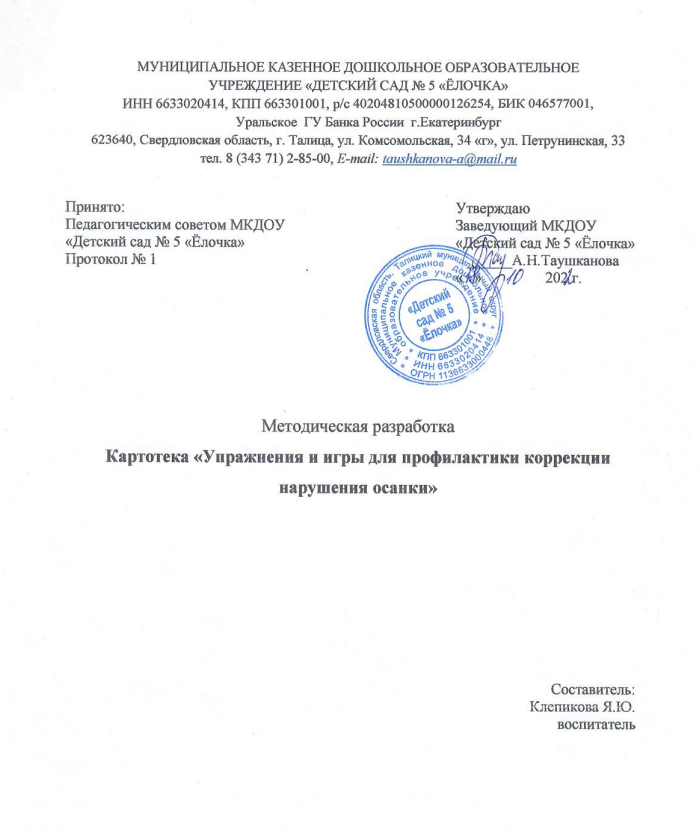 МУНИЦИПАЛЬНОЕ КАЗЕННОЕ ДОШКОЛЬНОЕ ОБРАЗОВАТЕЛЬНОЕ
УЧРЕЖДЕНИЕ «ДЕТСКИЙ САД № 5 «ЁЛОЧКА»
ИНН 6633020414, КПП 663301001, р/с 40204810500000126254, БИК 046577001,
Уральское ГУ Банка России г.Екатеринбург
623640, Свердловская область, г. Талица, ул. Комсомольская, 34 «г», ул. Петрунинская, 33
тел. 8 (343 71) 2-85-00, E-mail: taushkanova-a@mail.ru
Принято:
Педагогическим советом МКДОУ
«Детский сад № 5 «Ёлочка»
Протокол № 1
Утверждаю
Заведующий МКДОУ
«Детский сад № 5 «Ёлочка»
А.Н.Таушканова
10 202 г.
Свердловская область, Талицкий муниципальный округ
Муниципальное казенное дошкольное
образовательное учреждение
«Детский
сад № 5
«Ёлочка»
КПП 663301001
ИНН 6633020414
ОГРН 1136633000448
Методическая разработка
Картотека «Упражнения и игры для профилактики коррекции
нарушения осанки»
Составитель:
Клепикова Я.Ю.
воспитатель